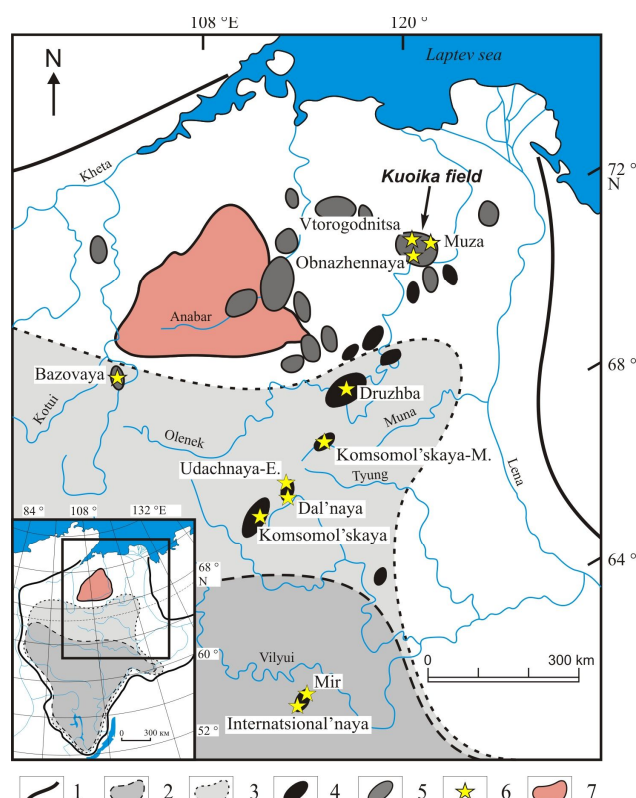 108 °E
120 °
Laptev sea
N
72 °
N
Kheta
Kuoika field
Vtorogodnitsa
Muza
Obnazhennaya
Anabar
68 °
Bazovaya
Druzhba
Kotui
Muna
Olenek
Komsomol'skaya-M.
Udachnaya-E.
Tyung
Lena
Dal'naya
84 °
108 °
132 °E
Komsomol'skaya
64 °
68 °
N
60 °
Vilyui
0
300 km
Mir
Internatsional'naya
52 °
0
300 км
1
2
3
4
5
6
7